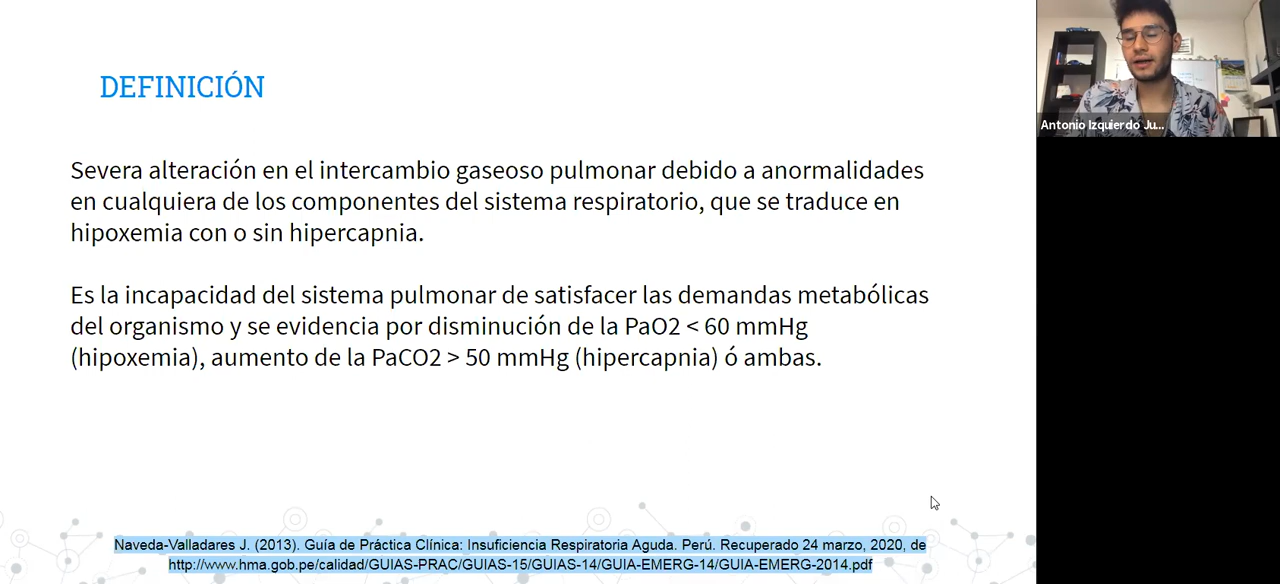 DEFINICIÓN
Severa alteración en el intercambio gaseoso pulmonar debido a anormalidades
en cualquiera de los componentes del sistema respiratorio, que se traduce en
hipoxemia con o sin hipercapnia.
Es la incapacidad del sistema pulmonar de satisfacer las demandas metabólicas
del organismo y se evidencia por disminución de la PaO2 < 60 mmHg
(hipoxemia), aumento de la PaCO2 > 50 mmHg (hipercapnia) ó ambas.
Naveda-Valladares J. (2013). Guía de Práctica Clínica: Insuficiencia Respiratoria Aguda. Perú. Recuperado 24 marzo, 2020, de
http://www.hma.gob.pe/calidad/GUIAS-PRAC/GUIAS-15/GUIAS-14/GUIA-EMERG-14/GUIA-EMERG-2014.pdf
Antonio Izquierdo Ju...